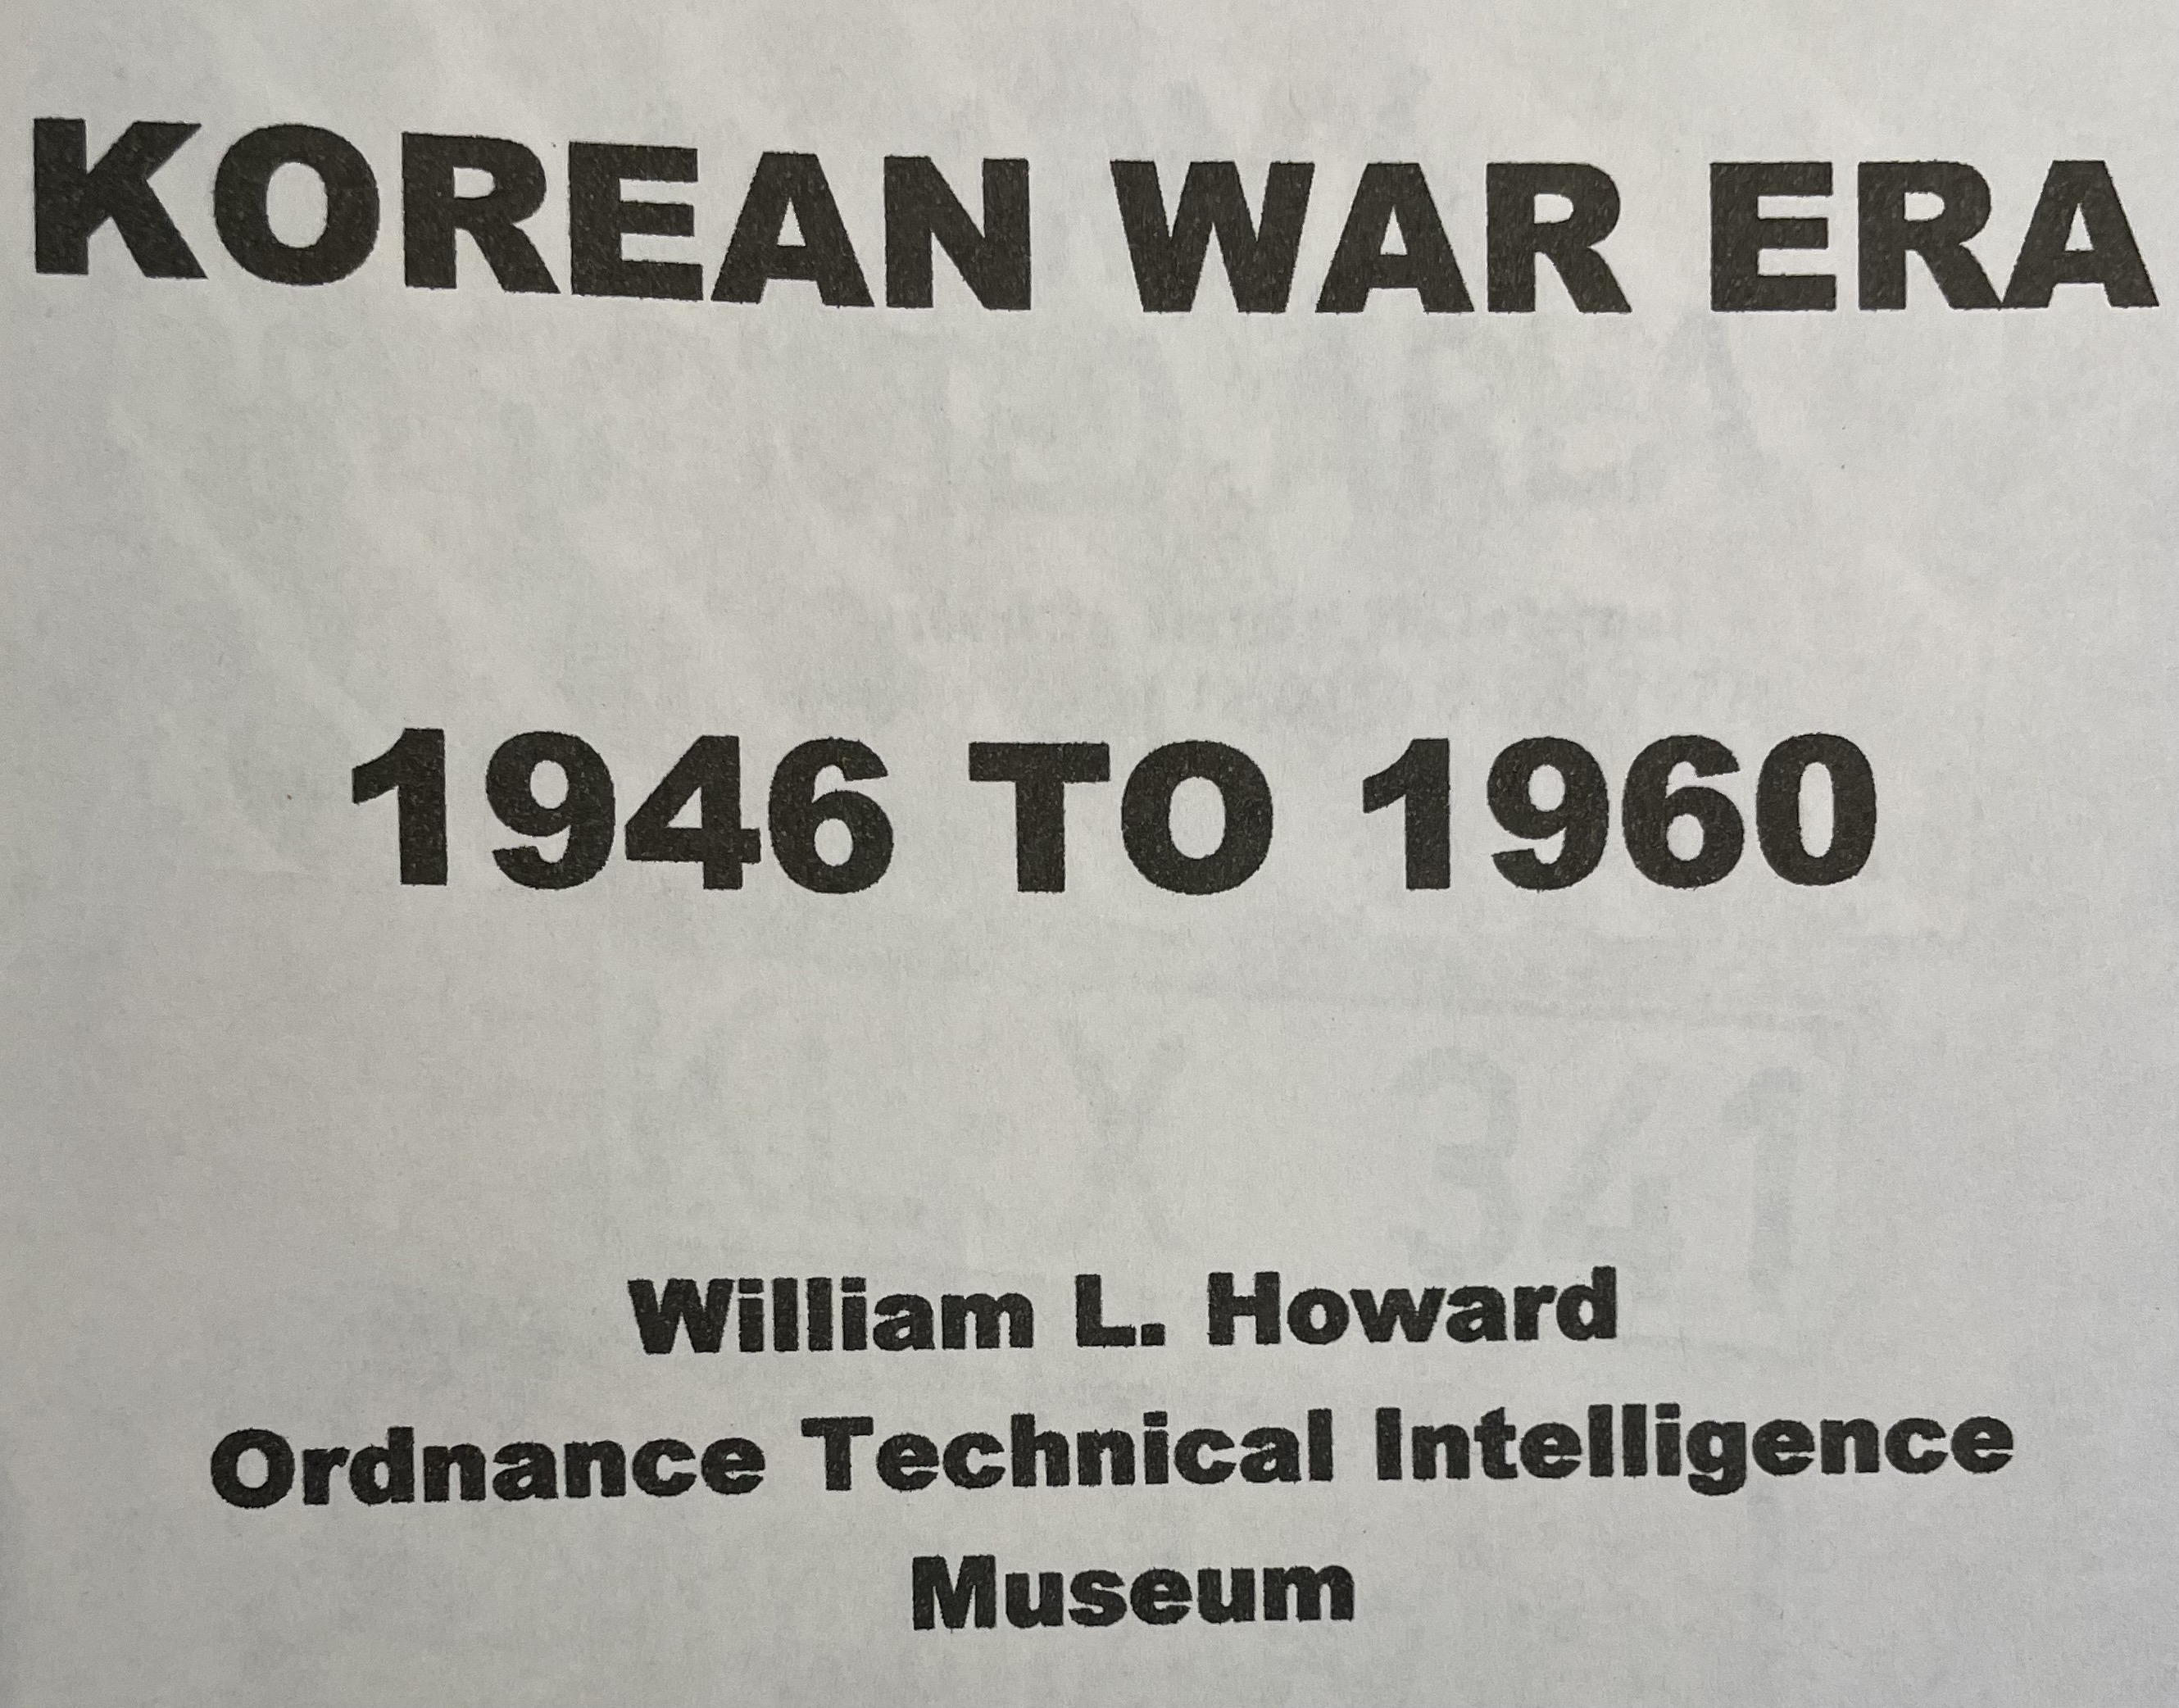 KOREAN WAR ERA
1946 TO 1960
William L. Howard
Ordnance Technical Intelligence
Museum